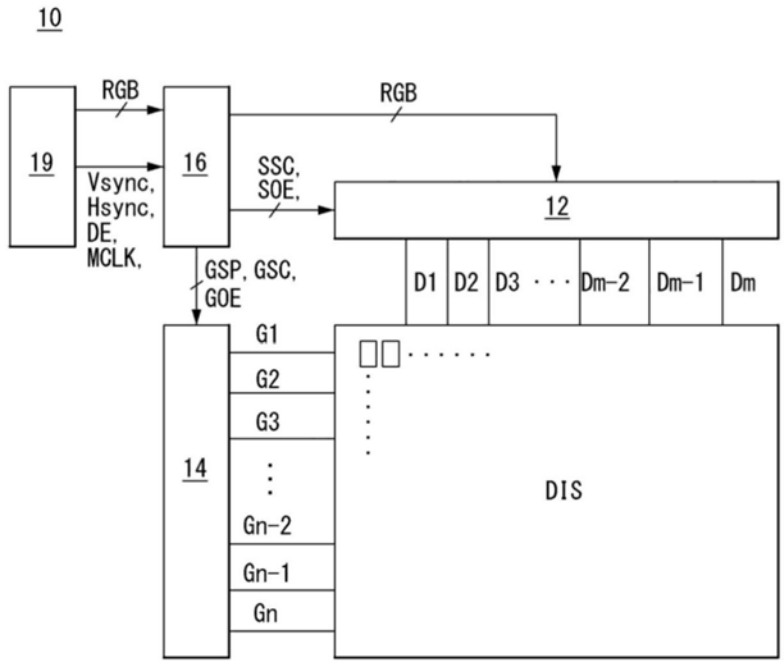 10
RGB
RGB
19
16
Vsync,
Hsync,
DE,
MCLK,
SSC,
SOE,
12
GSP, GSC,
GOE
D1 D2 D3 ··· Dm-2 Dm-1 Dm
G1
G2
G3
14
DIS
Gn-2
Gn-1
Gn